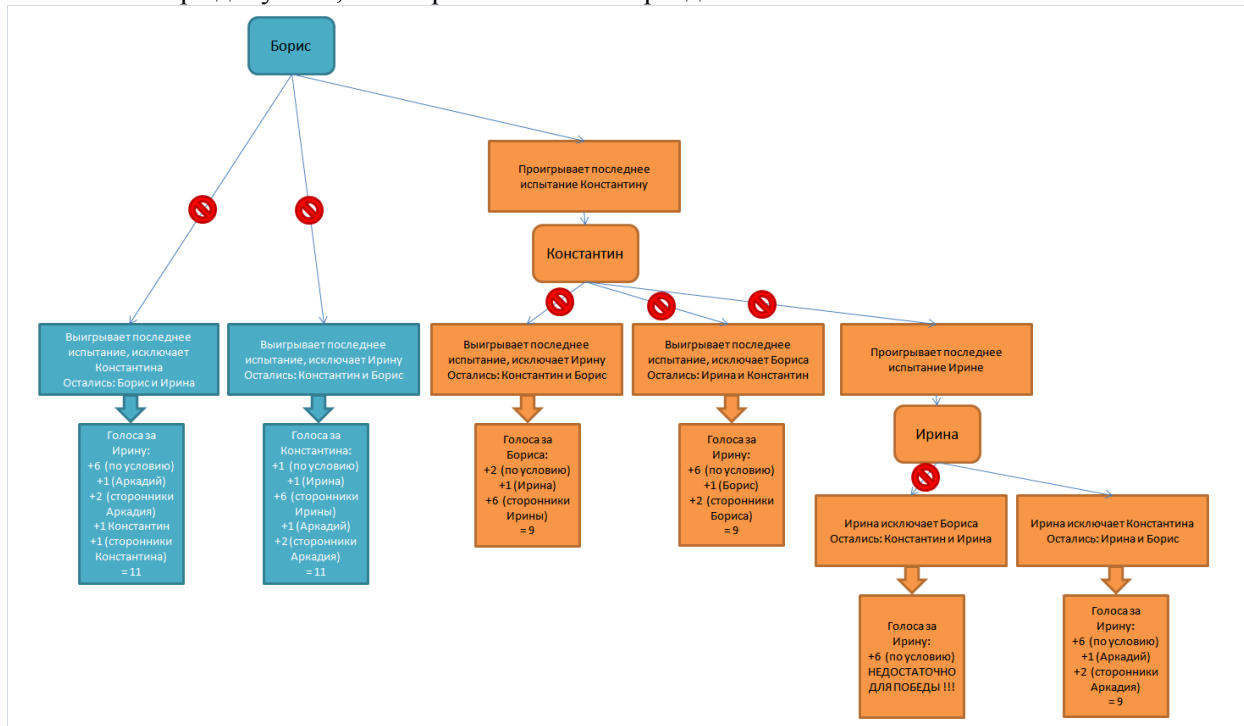 Борис
Проигрывает последнее
испытание Константину
Константин
Выигрывает последнее
испытание, исключает
Константина
Остались: Борис и Ирина
Выигрывает последнее
испытание, исключает Ирину
Остались: Константин и Борис
Выигрывает последнее
испытание, исключает Ирину
Остались: Константин и Борис
Выигрывает последнее
испытание, исключает Бориса
Остались: Ирина и Константин
Проигрывает последнее
испытание Ирине
Голоса за
Ирину:
+6 (по условию)
+1 (Аркадий)
+2 (сторонники
Аркадия)
+1 Константин
+1 (сторонники
Константина)
= 11
Голоса за
Константина:
+1 (по условию)
+1 (Ирина)
+6 (сторонники
Ирины)
+1 (Аркадий)
+2 (сторонники
Аркадия)
= 11
Голоса за
Бориса:
+2 (по условию)
+1 (Ирина)
+6 (сторонники
Ирины)
= 9
Голоса за
Ирину:
+6 (по условию)
+1 (Борис)
+2 (сторонники
Бориса)
= 9
Ирина
Ирина исключает Бориса
Остались: Константин и Ирина
Ирина исключает Константина
Остались: Ирина и Борис
Голоса за
Ирину:
+6 (по условию)
НЕДОСТАТОЧНО
ДЛЯ ПОБЕДЫ !!!
Голоса за
Ирину:
+6 (по условию)
+1 (Аркадий)
+2 (сторонники
Аркадия)
= 9